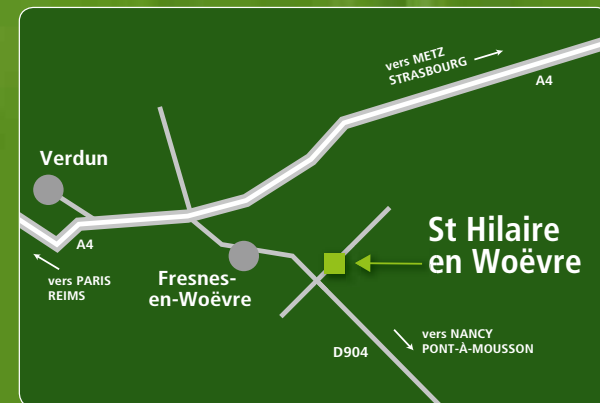 vers METZ
STRASBOURG
A4
Verdun
A4
vers PARIS
REIMS
Fresnes-
en-Woëvre
St Hilaire
en Woëvre
D904
vers NANCY
PONT-À-MOUSSON